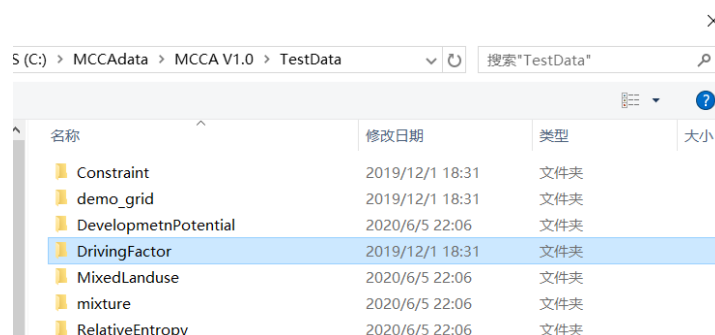 S (C:) > MCCAdata > MCCA V1.0 > TestData 搜索"TestData"
?
名称 修改日期 类型 大小
Constraint 2019/12/1 18:31 文件夹
demo_grid 2019/12/1 18:31 文件夹
DevelopmetnPotential 2020/6/5 22:06 文件夹
DrivingFactor 2019/12/1 18:31 文件夹
MixedLanduse 2020/6/5 22:06 文件夹
mixture 2020/6/5 22:06 文件夹
RelativeEntropy 2020/6/5 22:06 文件夹